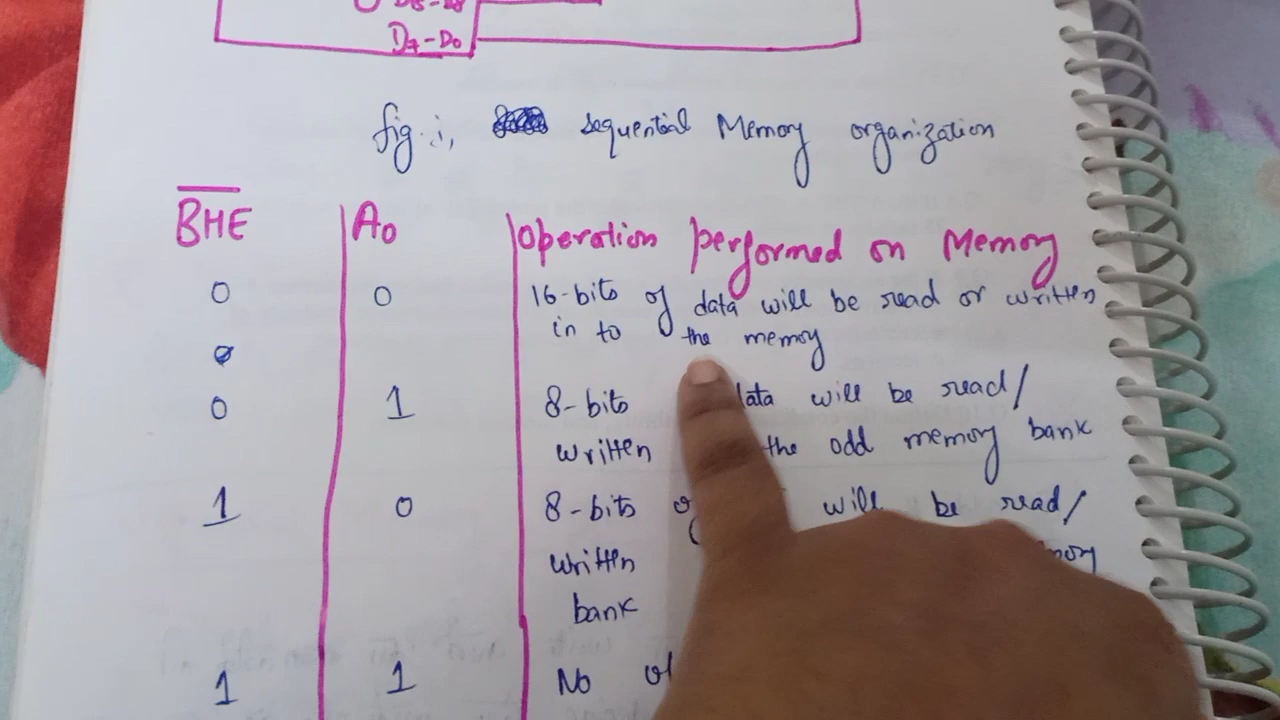 D7-D0
fig. i, sequential Memory organization
BHE A0 Operation performed on Memory
0 0 16-bits of data will be read or written
in to the memoy
0
0 1 8-bits data will be read/
written the odd memory bank
1 0 8-bits will be read/
written
bank
1 1 No